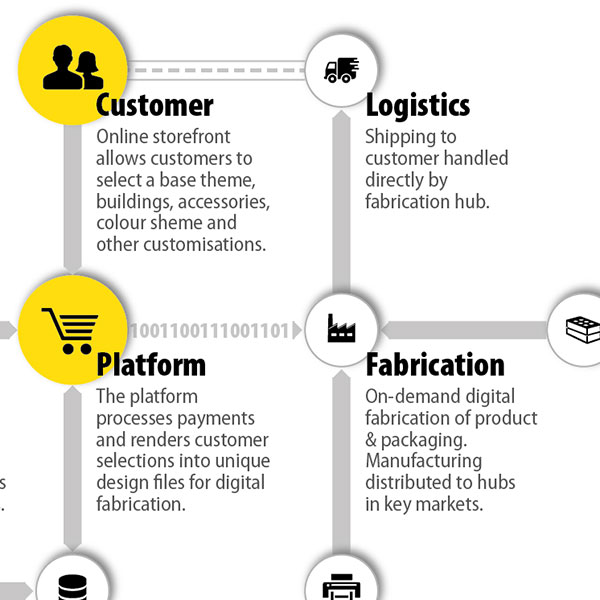 Customer
Online storefront
allows customers to
select a base theme,
buildings, accessories,
colour sheme and
other customisations.
Logistics
Shipping to
customer handled
directly by
fabrication hub.
1001100111001101
Platform
The platform
processes payments
and renders customer
selections into unique
design files for digital
fabrication.
Fabrication
On-demand digital
fabrication of product
& packaging.
Manufacturing
distributed to hubs
in key markets.
s
.